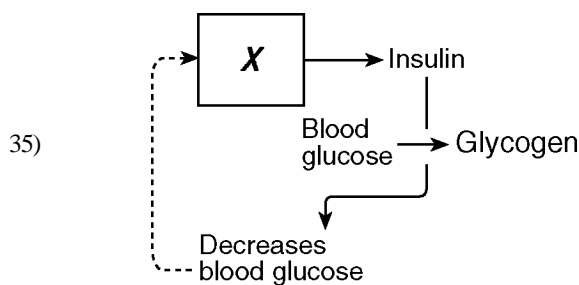 X
Insulin
35)
Blood
glucose
Glycogen
Decreases
blood glucose